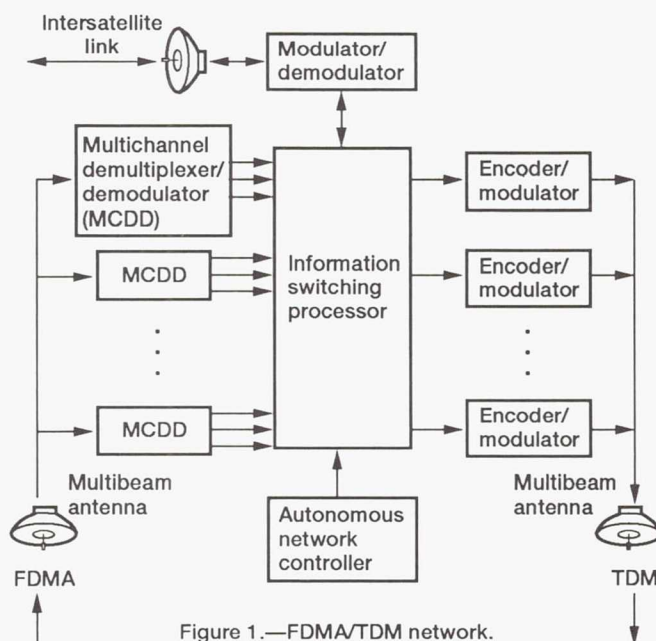 Intersatellite
link
Modulator/
demodulator
Multichannel
demultiplexer/
demodulator
(MCDD)
MCDD
MCDD
Information
switching
processor
Encoder/
modulator
Encoder/
modulator
Encoder/
modulator
Multibeam
antenna
FDMA
Autonomous
network
controller
Multibeam
antenna
TDM
Figure 1.—FDMA/TDM network.